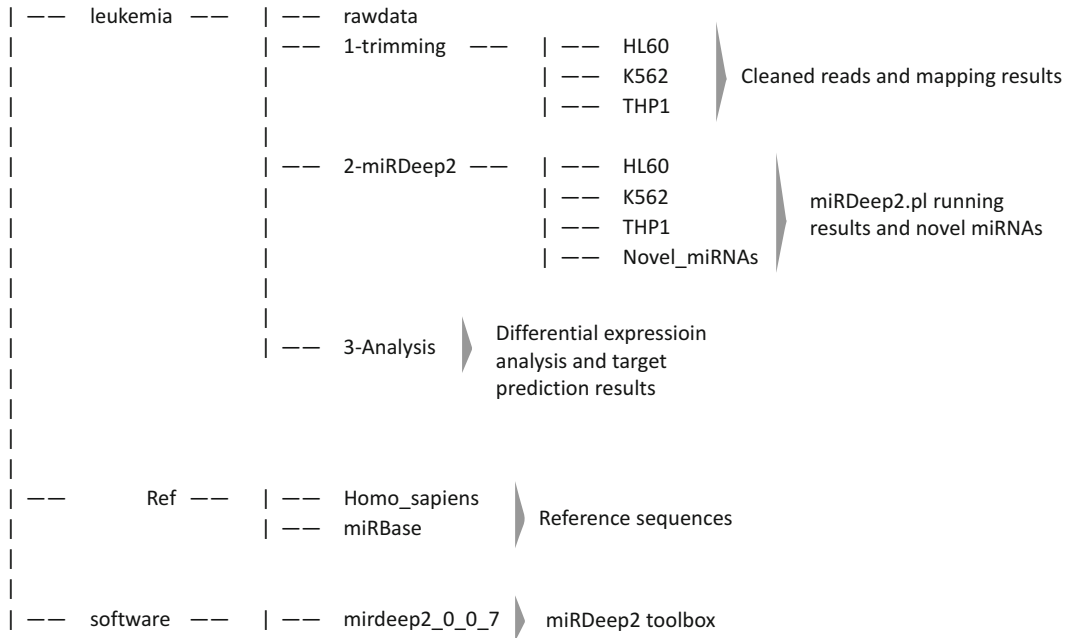 | —— leukemia —— | —— rawdata
| | —— 1-trimming —— | —— HL60
| | | —— K562 Cleaned reads and mapping results
| | | —— THP1
| |
| | —— 2-miRDeep2 —— | —— HL60
| | | —— K562
| | | —— THP1
| | | —— Novel_miRNAs
miRDeep2.pl running
results and novel miRNAs
| |
| |
| | —— 3-Analysis
Differential expressioin
analysis and target
prediction results
|
|
|
|
| —— Ref —— | —— Homo_sapiens
| | —— miRBase
Reference sequences
|
|
| —— software —— | —— mirdeep2_0_0_7 miRDeep2 toolbox